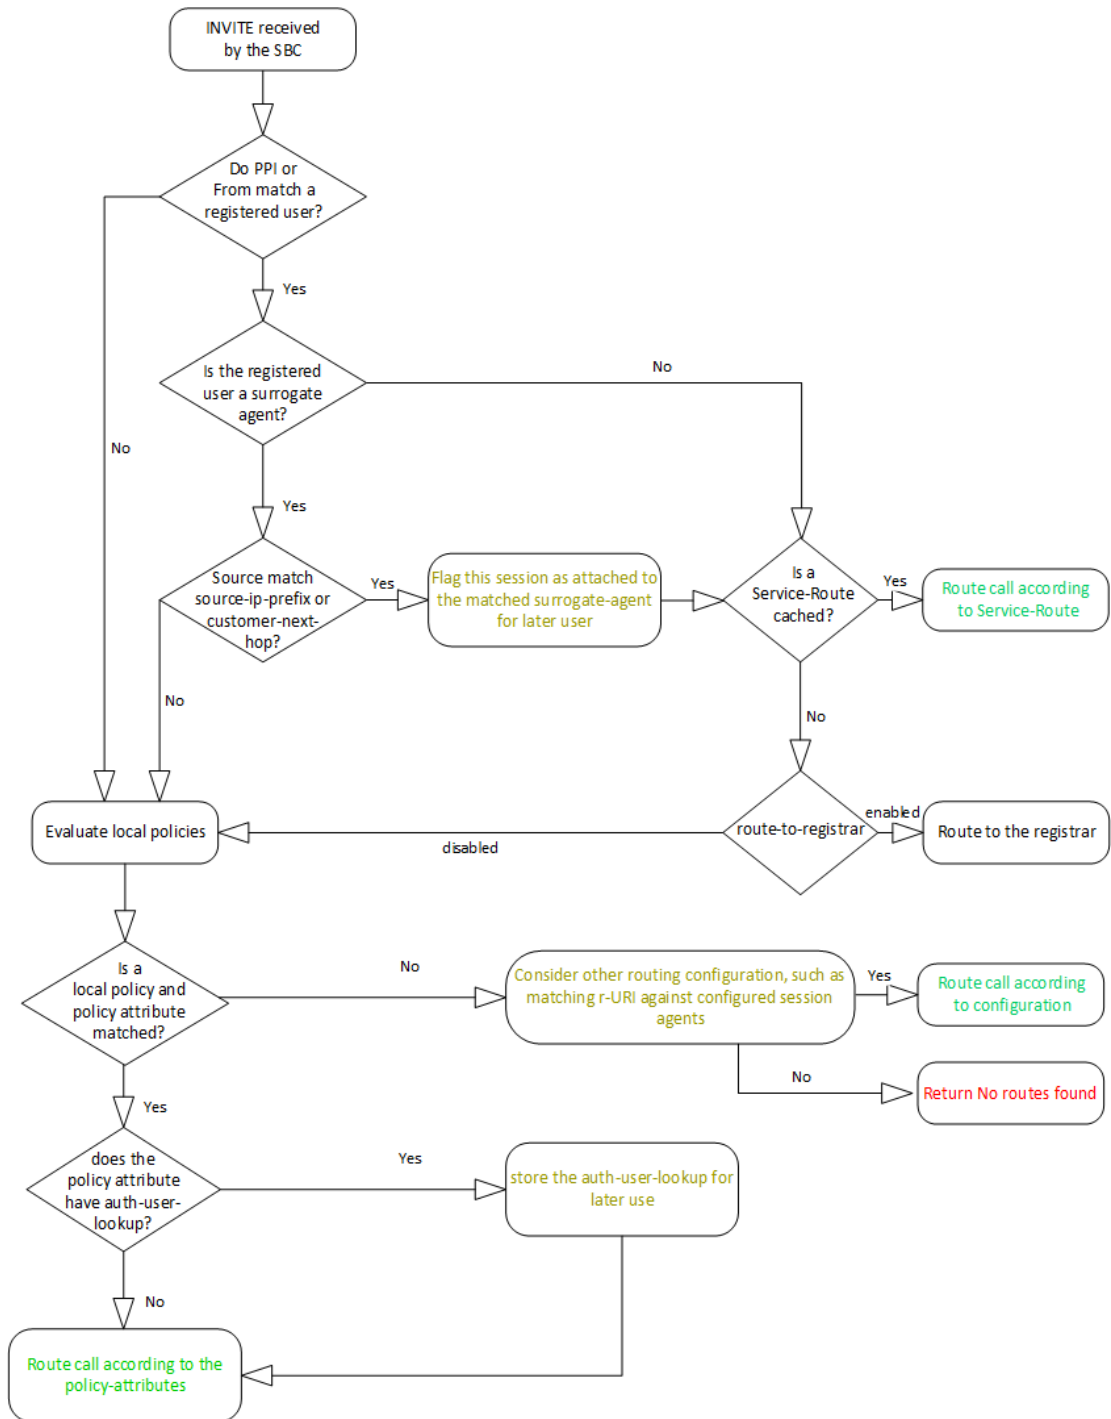 INVITE received
by the SBC
Do PPI or
From match a
registered user?
Yes
No
Is the registered
user a surrogate
agent?
No
Yes
Source match
source-ip-prefix or
customer-next-
hop?
Yes
Flag this session as attached to
the matched surrogate-agent
for later user
Is a
Service-Route
cached?
Yes
Route call according
to Service-Route
No
No
route-to-registrar
enabled
Route to the registrar
disabled
Evaluate local policies
Is a
local policy and
policy attribute
matched?
No
Consider other routing configuration, such as
matching r-URI against configured session
agents
Yes
Route call according
to configuration
No
Return No routes found
Yes
does the
policy attribute
have auth-user-
lookup?
Yes
store the auth-user-lookup for
later use
No
Route call according to the
policy-attributes